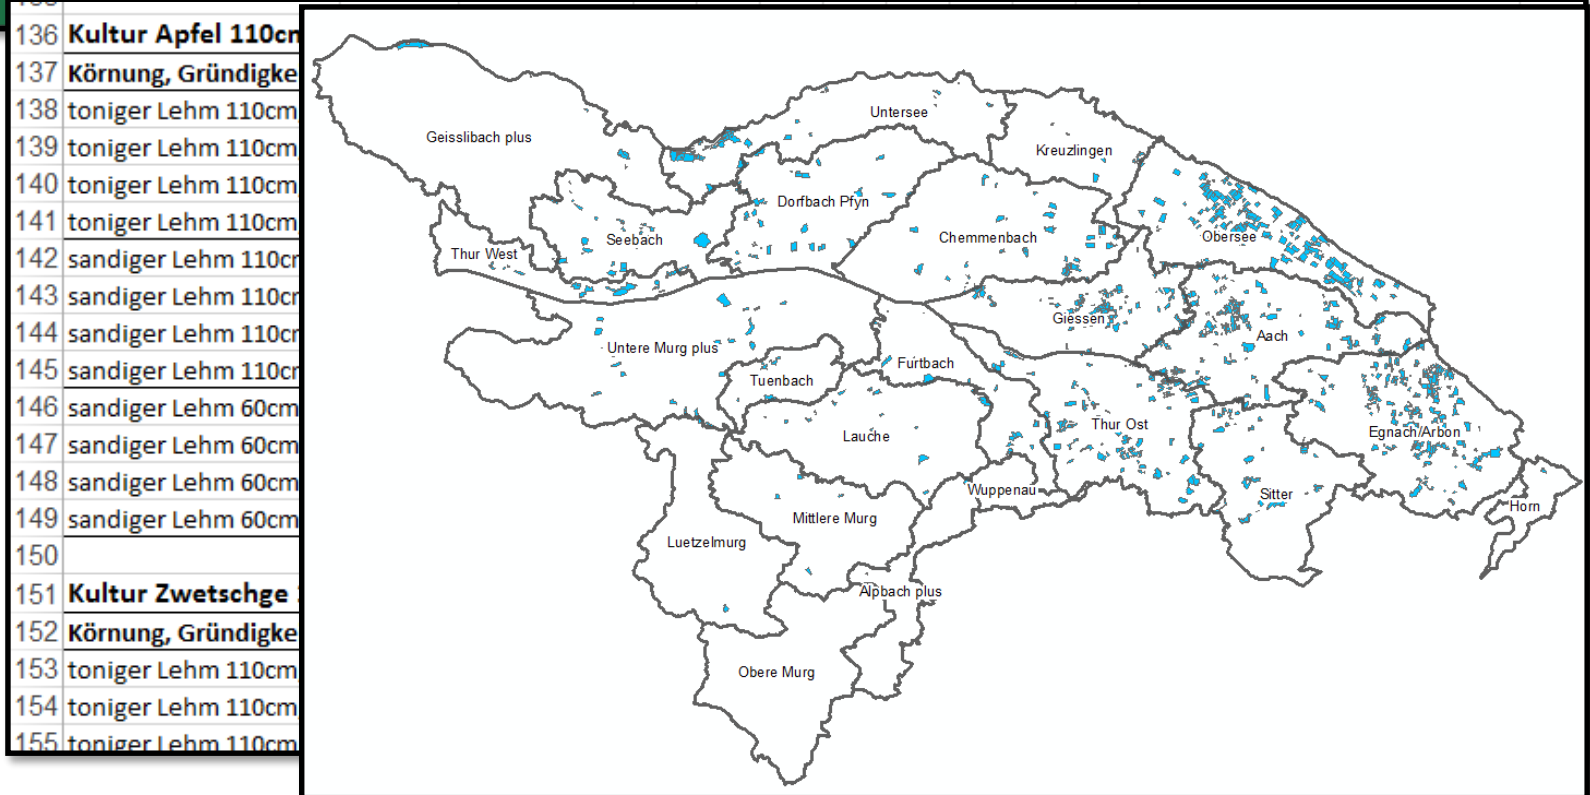 136 Kultur Apfel 110cm
137 Körnung, Gründigke
138 toniger Lehm 110cm
139 toniger Lehm 110cm
140 toniger Lehm 110cm
141 toniger Lehm 110cm
142 sandiger Lehm 110cm
143 sandiger Lehm 110cm
144 sandiger Lehm 110cm
145 sandiger Lehm 110cm
146 sandiger Lehm 60cm
147 sandiger Lehm 60cm
148 sandiger Lehm 60cm
149 sandiger Lehm 60cm
150
151 Kultur Zwetschge
152 Körnung, Gründigke
153 toniger Lehm 110cm
154 toniger Lehm 110cm,
155 toniger Lehm 110cm
Untersee
Geisslibach plus
Kreuzlingen
Dorfbach Pfyn
Seebach
Chemmenbach
Obersee
Thur West
Giessen
Aach
Untere Murg plus
Furtbach
Tuenbach
Thur Ost
Lauche
Egnach/Arbon
Wuppenau
Sitter
Horn
Mittlere Murg
Luetzelmurg
Alpbach plus
Obere Murg